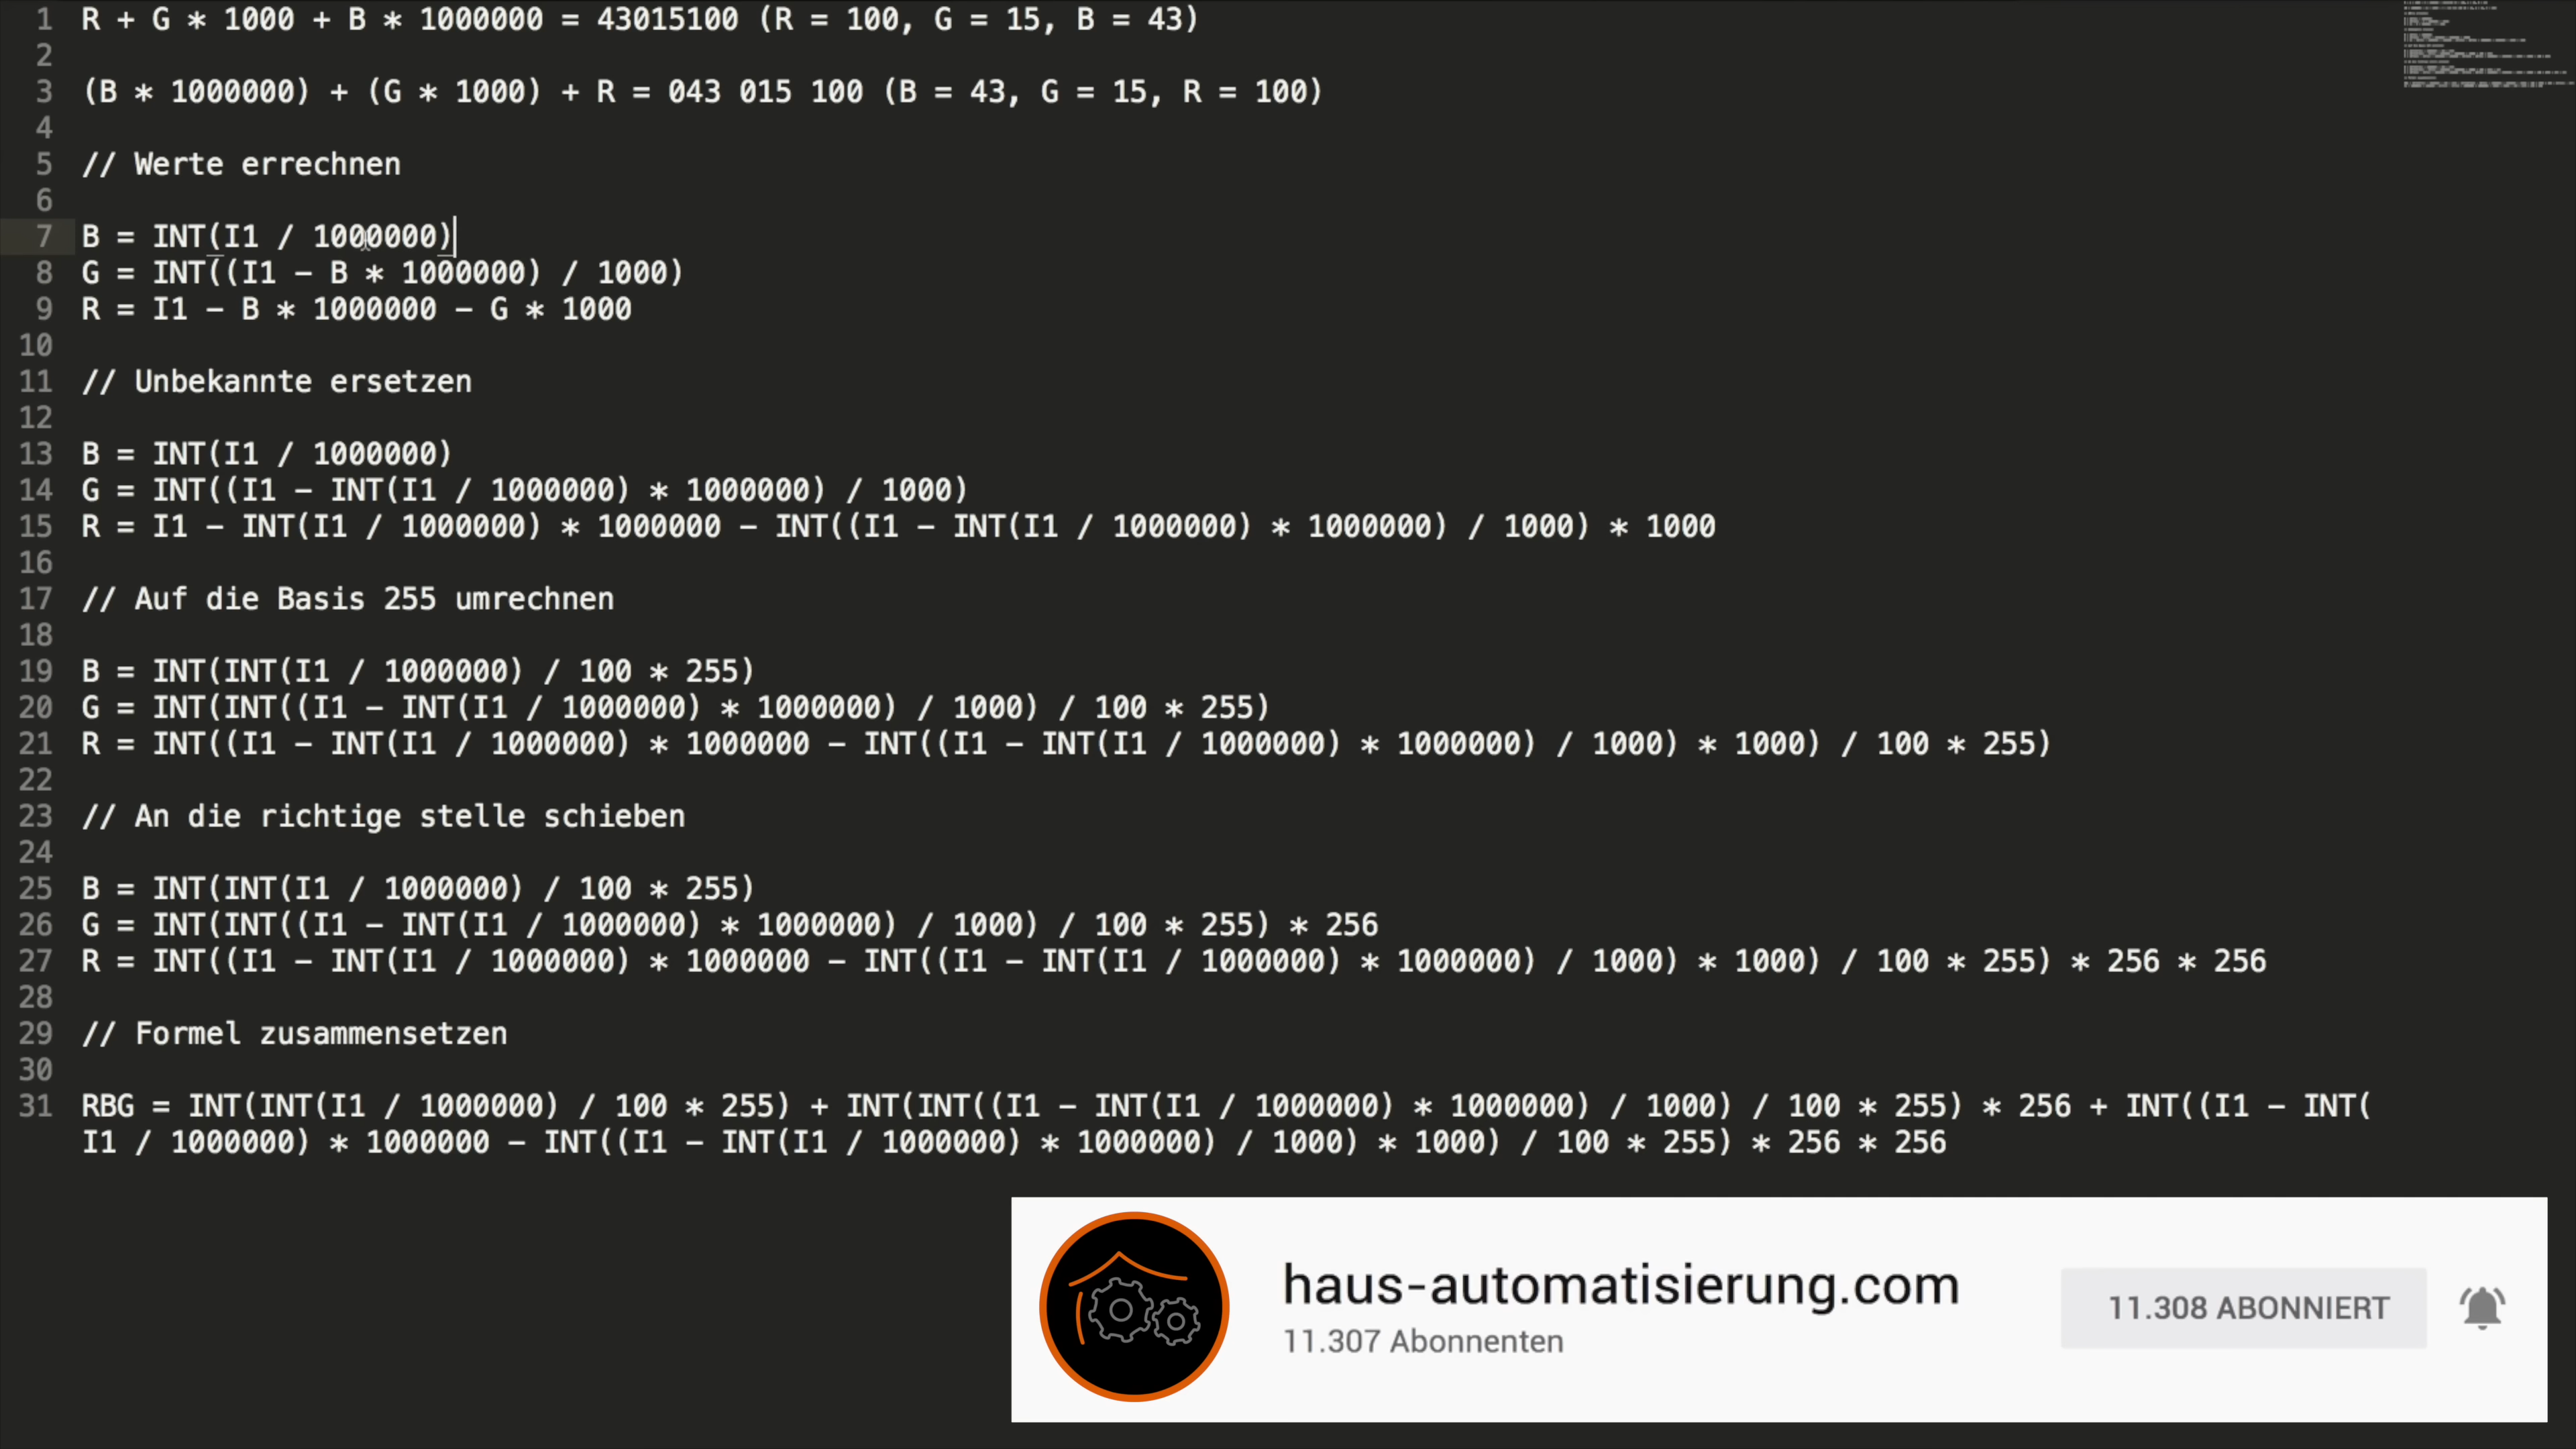 1 R + G * 1000 + B * 1000000 = 43015100 (R = 100, G = 15, B = 43)
2
3 (B * 1000000) + (G * 1000) + R = 043 015 100 (B = 43, G = 15, R = 100)
4
5 // Werte errechnen
6
7 B = INT(I1 / 1000000)
8 G = INT((I1 - B * 1000000) / 1000)
9 R = I1 - B * 1000000 - G * 1000
10
11 // Unbekannte ersetzen
12
13 B = INT(I1 / 1000000)
14 G = INT((I1 - INT(I1 / 1000000) * 1000000) / 1000)
15 R = I1 - INT(I1 / 1000000) * 1000000 - INT((I1 - INT(I1 / 1000000) * 1000000) / 1000) * 1000
16
17 // Auf die Basis 255 umrechnen
18
19 B = INT(INT(I1 / 1000000) / 100 * 255)
20 G = INT(INT((I1 - INT(I1 / 1000000) * 1000000) / 1000) / 100 * 255)
21 R = INT((I1 - INT(I1 / 1000000) * 1000000 - INT((I1 - INT(I1 / 1000000) * 1000000) / 1000) * 1000) / 100 * 255)
22
23 // An die richtige stelle schieben
24
25 B = INT(INT(I1 / 1000000) / 100 * 255)
26 G = INT(INT((I1 - INT(I1 / 1000000) * 1000000) / 1000) / 100 * 255) * 256
27 R = INT((I1 - INT(I1 / 1000000) * 1000000 - INT((I1 - INT(I1 / 1000000) * 1000000) / 1000) * 1000) / 100 * 255) * 256 * 256
28
29 // Formel zusammensetzen
30
31 RBG = INT(INT(I1 / 1000000) / 100 * 255) + INT(INT((I1 - INT(I1 / 1000000) * 1000000) / 1000) / 100 * 255) * 256 + INT((I1 - INT(
I1 / 1000000) * 1000000 - INT((I1 - INT(I1 / 1000000) * 1000000) / 1000) * 1000) / 100 * 255) * 256 * 256
haus-automatisierung.com
11.307 Abonnenten
11.308 ABONNIERT